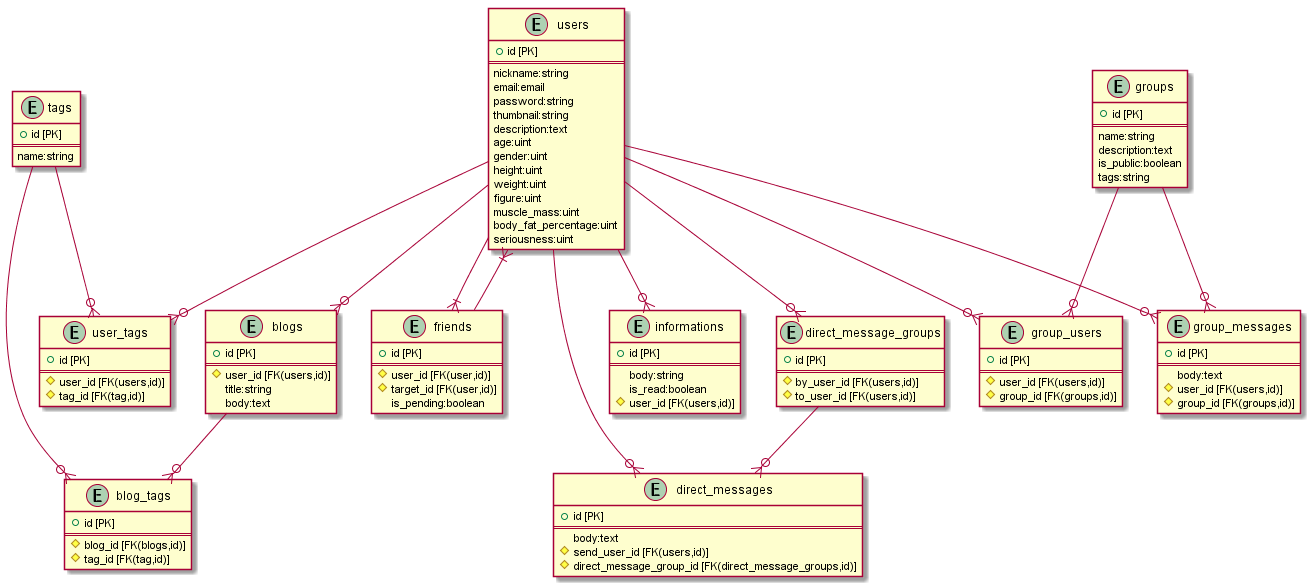 E users
id [PK]
nickname:string
email:email
password:string
thumbnail:string
description:text
age:uint
gender:uint
height:uint
weight:uint
figure:uint
muscle_mass:uint
body_fat_percentage:uint
seriousness:uint
E tags
id [PK]
name:string
E groups
id [PK]
name:string
description:text
is_public:boolean
tags:string
E user_tags
id [PK]
user_id [FK(users,id)]
tag_id [FK(tag,id)]
E blogs
id [PK]
user_id [FK(users,id)]
title:string
body:text
E friends
id [PK]
user_id [FK(user,id)]
target_id [FK(user,id)]
is_pending:boolean
E informations
id [PK]
body:string
is_read:boolean
user_id [FK(users,id)]
E direct_message_groups
id [PK]
by_user_id [FK(users,id)]
to_user_id [FK(users,id)]
E group_users
id [PK]
user_id [FK(users,id)]
group_id [FK(groups,id)]
E group_messages
id [PK]
body:text
user_id [FK(users,id)]
group_id [FK(groups,id)]
E blog_tags
id [PK]
blog_id [FK(blogs,id)]
tag_id [FK(tag,id)]
E direct_messages
id [PK]
body:text
send_user_id [FK(users,id)]
direct_message_group_id [FK(direct_message_groups,id)]